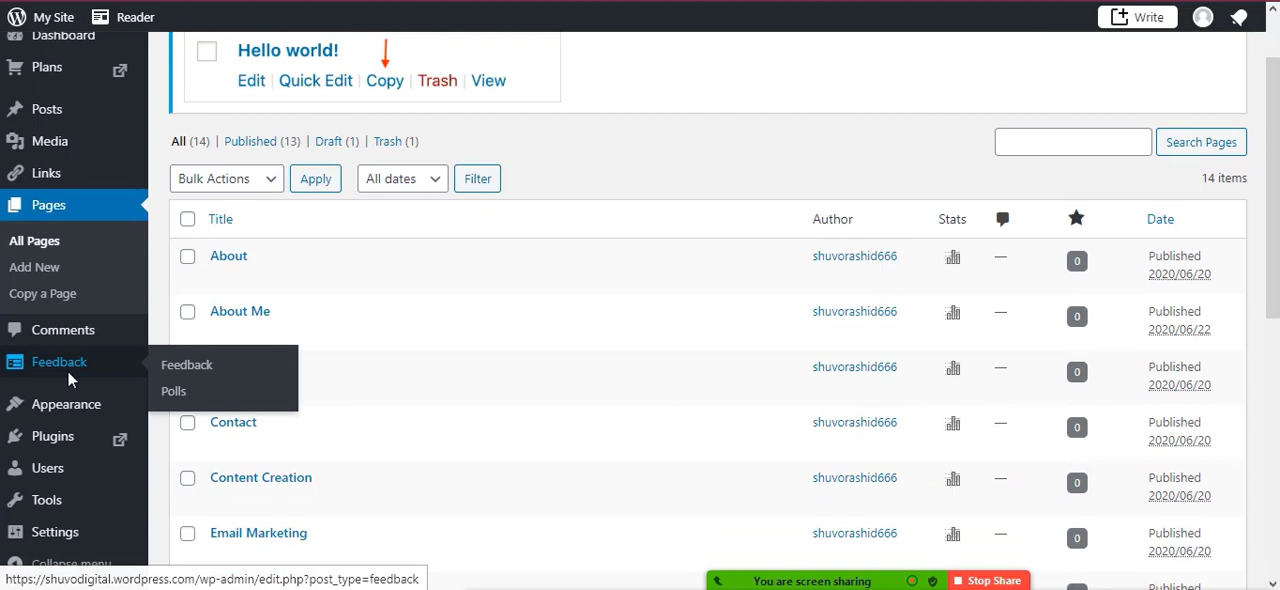 My Site Reader Write
Dashboard
Hello world!
Plans
Edit | Quick Edit | Copy | Trash | View
Posts
All (14) | Published (13) | Draft (1) | Trash (1)
Media
Search Pages
Links
Bulk Actions Apply All dates Filter 14 items
Pages
Title Author Stats Date
All Pages
About shuvorashid666 — 0 Published
2020/06/20
Add New
Copy a Page
About Me shuvorashid666 — 0 Published
2020/06/22
Comments
Feedback
Feedback
shuvorashid666 — 0 Published
2020/06/20
Polls
Appearance
Contact shuvorashid666 — 0 Published
2020/06/20
Plugins
Users
Content Creation shuvorashid666 — 0 Published
2020/06/20
Tools
Settings
Email Marketing shuvorashid666 — 0 Published
2020/06/20
Collapse menu
https://shuvodigital.wordpress.com/wp-admin/edit.php?post_type=feedback
You are screen sharing Stop Share